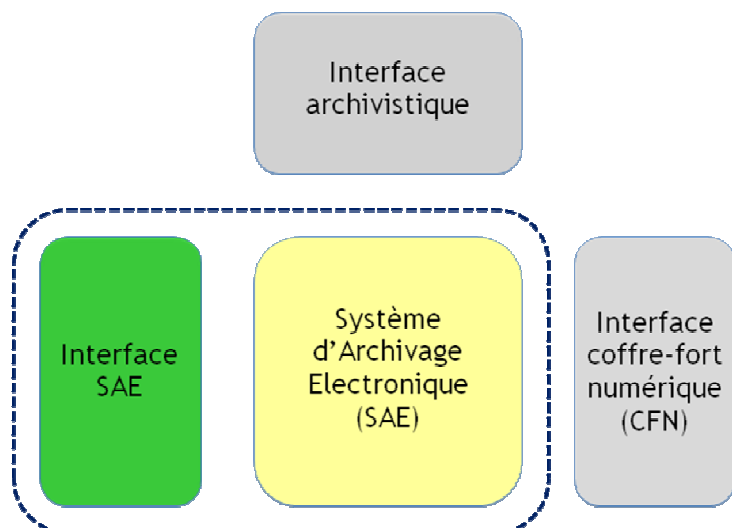 Interface
archivistique
Interface
SAE
Système
d'Archivage
Electronique
(SAE)
Interface
coffre-fort
numérique
(CFN)